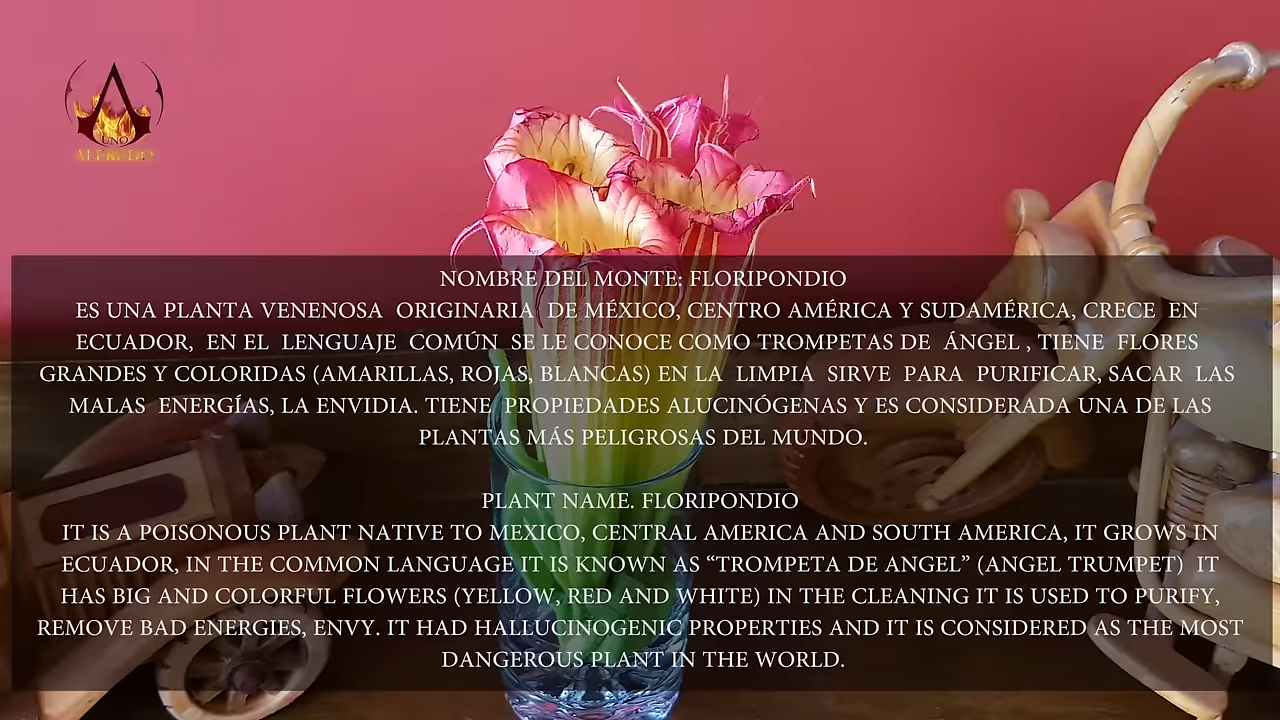 UNO
ALFREDO
NOMBRE DEL MONTE: FLORIPONDIO
ES UNA PLANTA VENENOSA ORIGINARIA DE MÉXICO, CENTRO AMÉRICA Y SUDAMÉRICA, CRECE EN
ECUADOR, EN EL LENGUAJE COMÚN SE LE CONOCE COMO TROMPETAS DE ÁNGEL , TIENE FLORES
GRANDES Y COLORIDAS (AMARILLAS, ROJAS, BLANCAS) EN LA LIMPIA SIRVE PARA PURIFICAR, SACAR LAS
MALAS ENERGÍAS, LA ENVIDIA. TIENE PROPIEDADES ALUCINÓGENAS Y ES CONSIDERADA UNA DE LAS
PLANTAS MÁS PELIGROSAS DEL MUNDO.
PLANT NAME. FLORIPONDIO
IT IS A POISONOUS PLANT NATIVE TO MEXICO, CENTRAL AMERICA AND SOUTH AMERICA, IT GROWS IN
ECUADOR, IN THE COMMON LANGUAGE IT IS KNOWN AS “TROMPETA DE ANGEL” (ANGEL TRUMPET) IT
HAS BIG AND COLORFUL FLOWERS (YELLOW, RED AND WHITE) IN THE CLEANING IT IS USED TO PURIFY,
REMOVE BAD ENERGIES, ENVY. IT HAD HALLUCINOGENIC PROPERTIES AND IT IS CONSIDERED AS THE MOST
DANGEROUS PLANT IN THE WORLD.